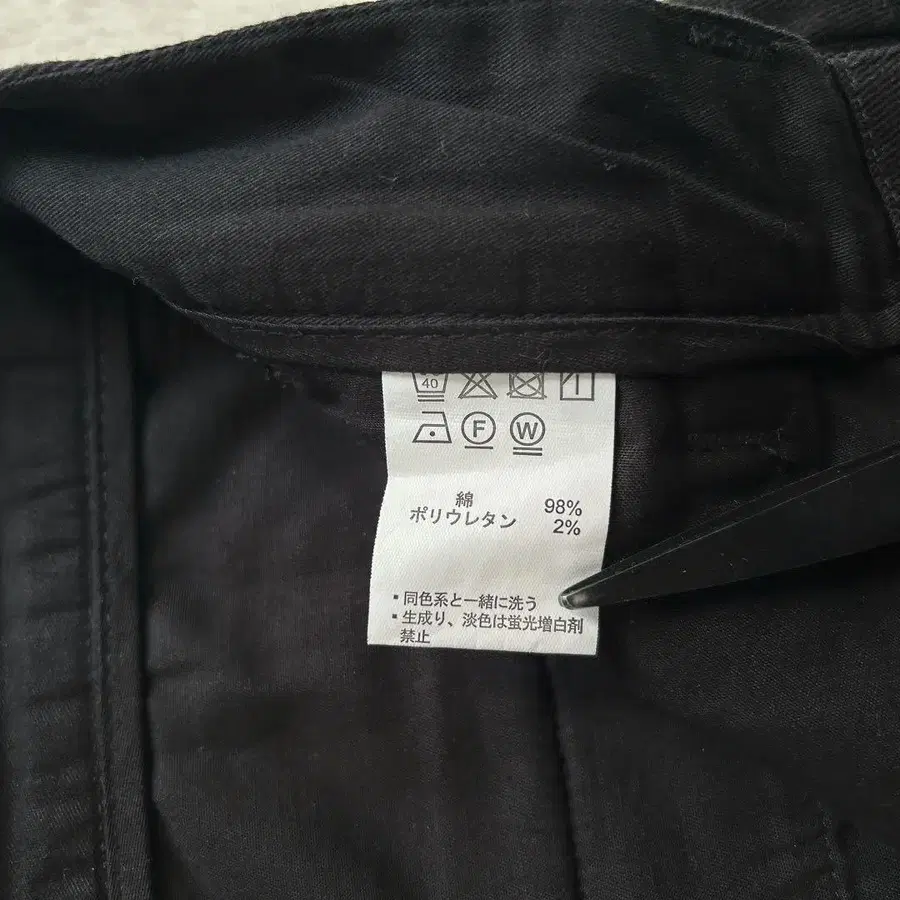 40
F W
綿 98%
ポリウレタン 2%
▪ 同色系と一緒に洗う
▪ 生成り、淡色は蛍光増白剤
禁止